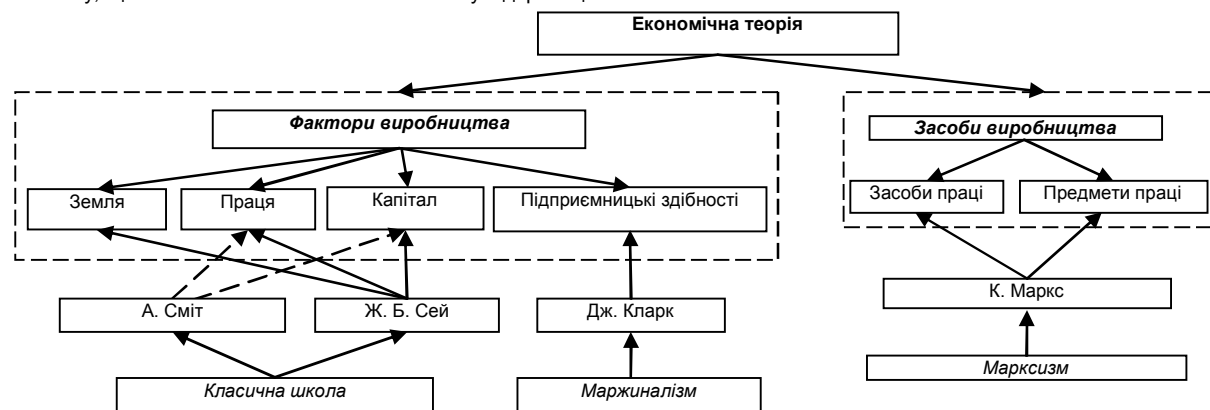 Економічна теорія
Фактори виробництва
Засоби виробництва
Земля
Праця
Капітал
Підприємницькі здібності
Засоби праці
Предмети праці
А. Сміт
Ж. Б. Сей
Дж. Кларк
К. Маркс
Класична школа
Маржиналізм
Марксизм